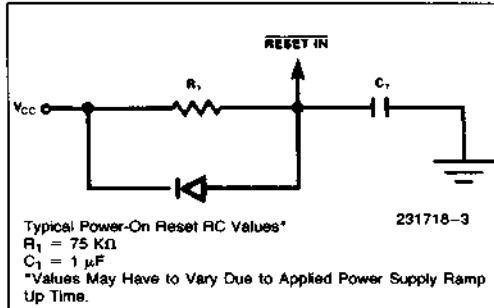 RESET IN
R₁
C₁
VCC
231718–3
Typical Power-On Reset RC Values*
R₁ = 75 KΩ
C₁ = 1 μF
*Values May Have to Vary Due to Applied Power Supply Ramp
Up Time.